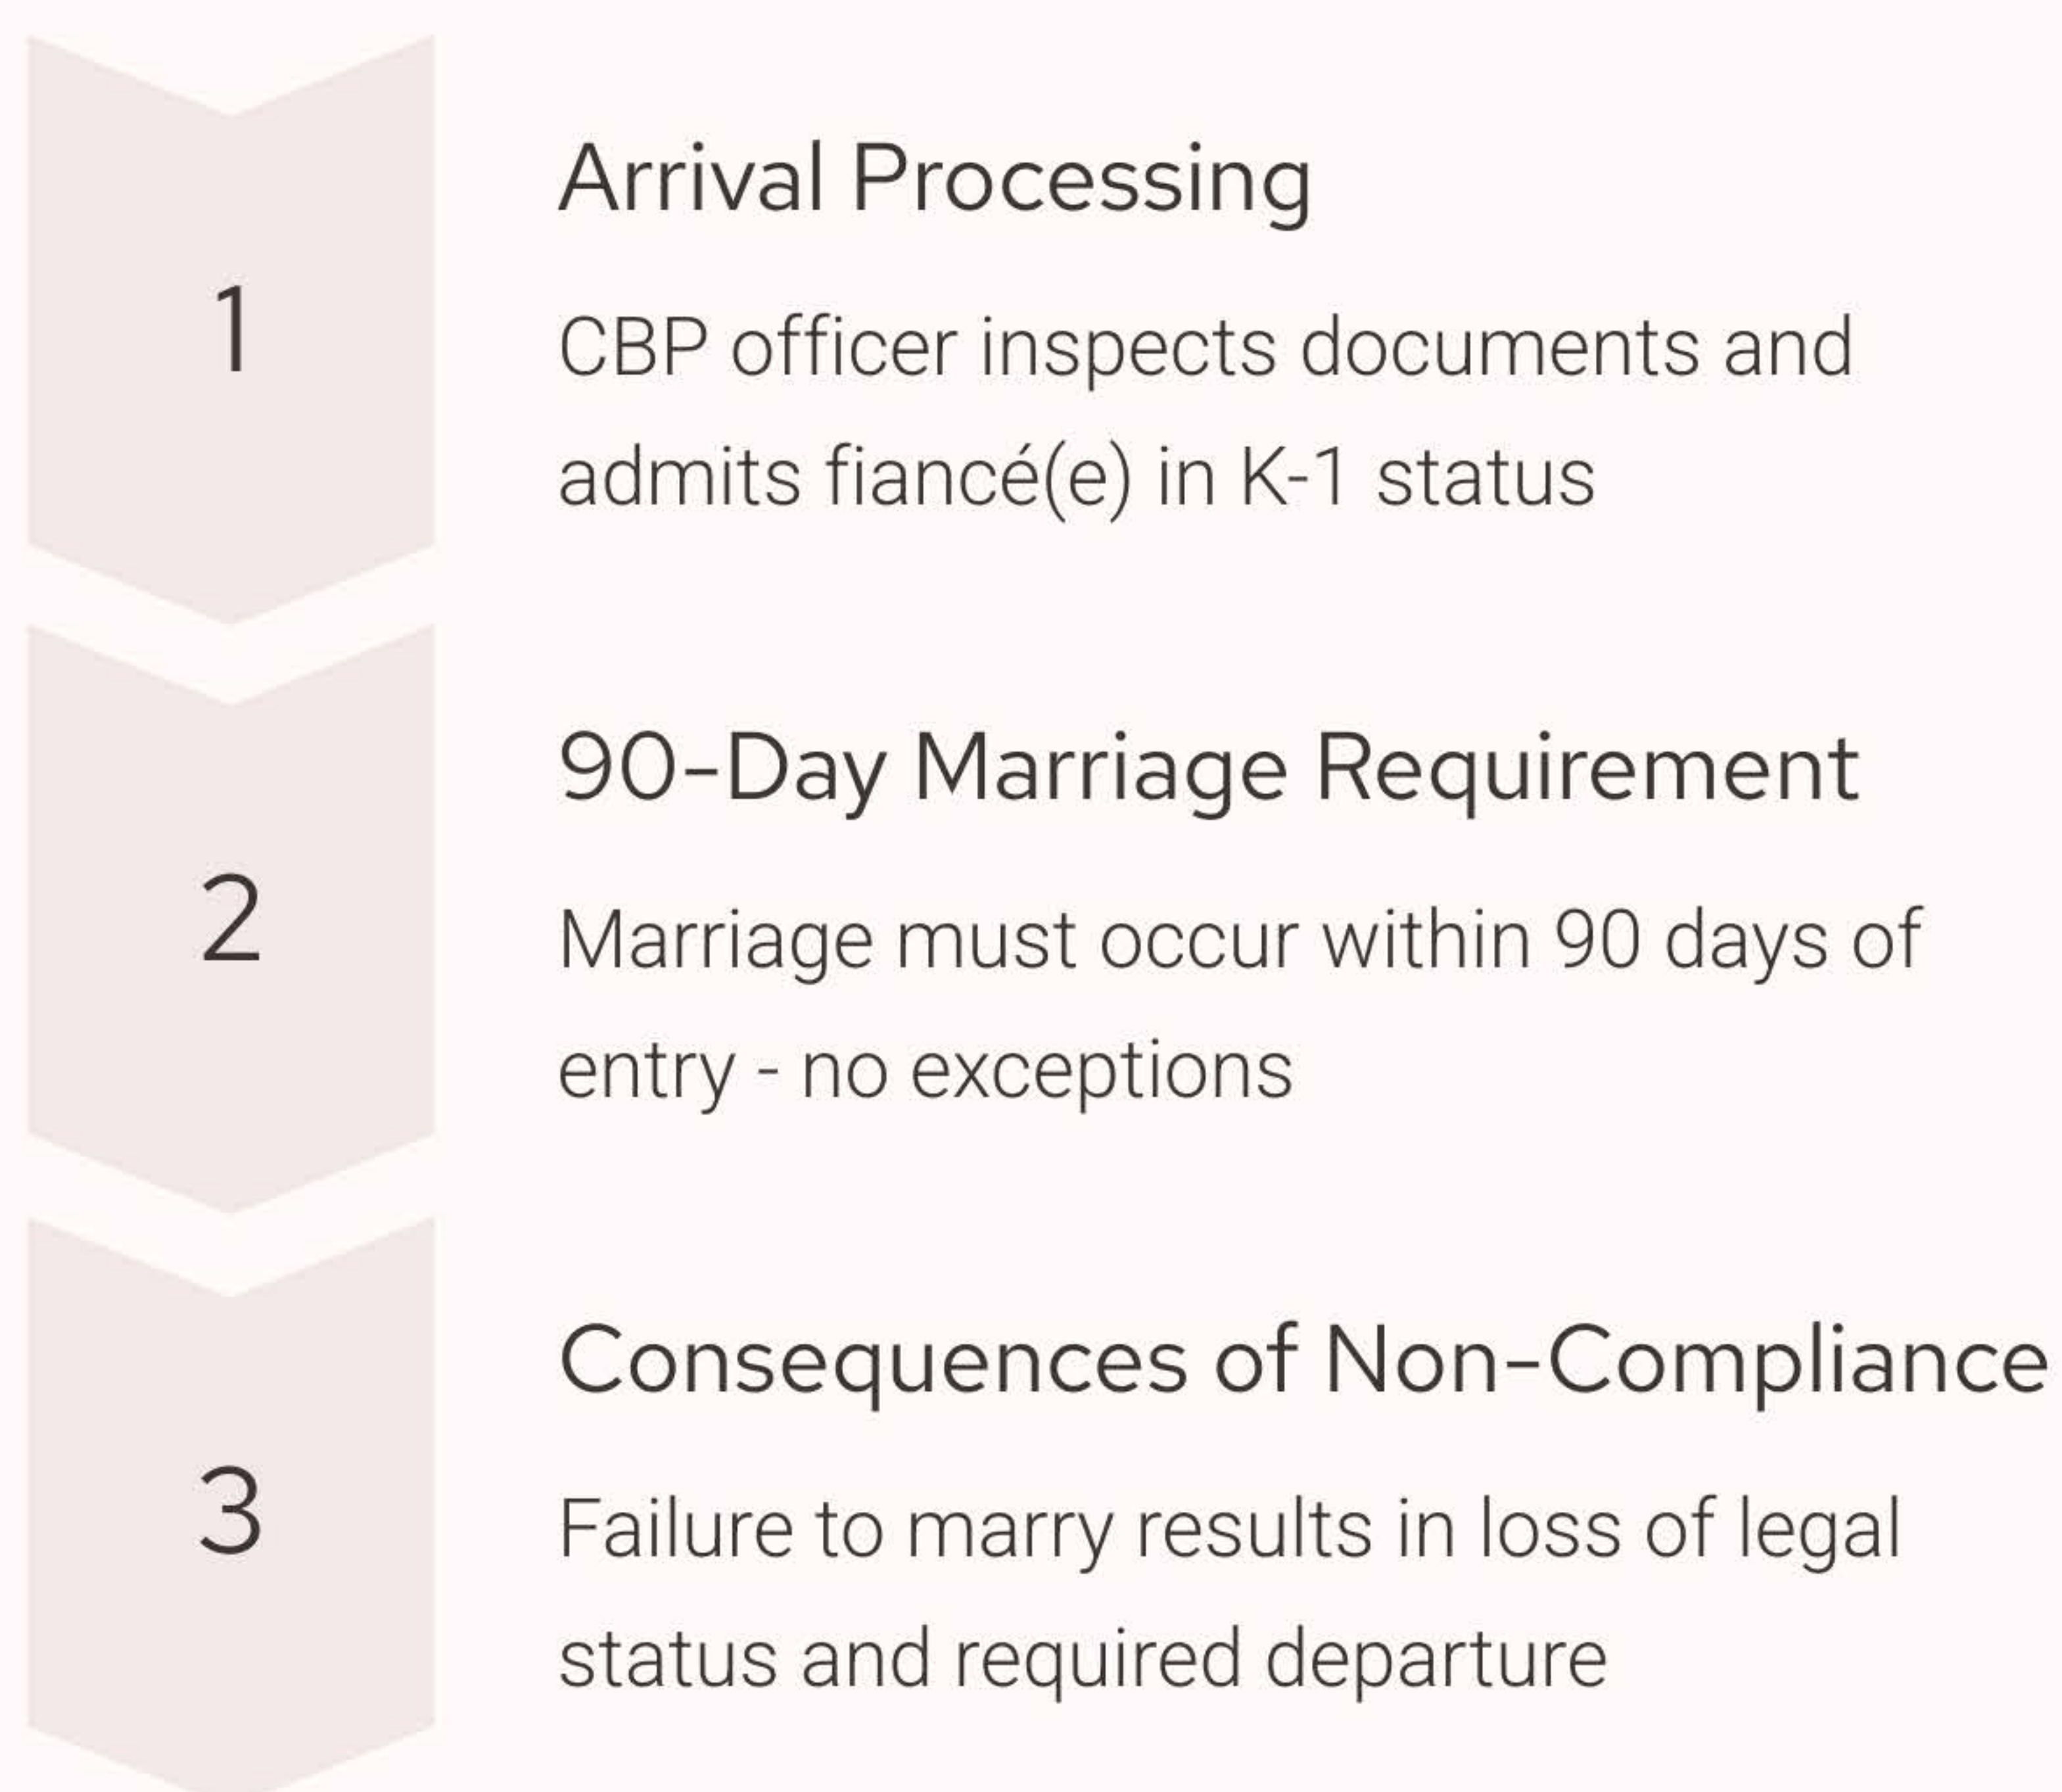 1
Arrival Processing
CBP officer inspects documents and
admits fiancé(e) in K-1 status
2
90-Day Marriage Requirement
Marriage must occur within 90 days of
entry - no exceptions
3
Consequences of Non-Compliance
Failure to marry results in loss of legal
status and required departure